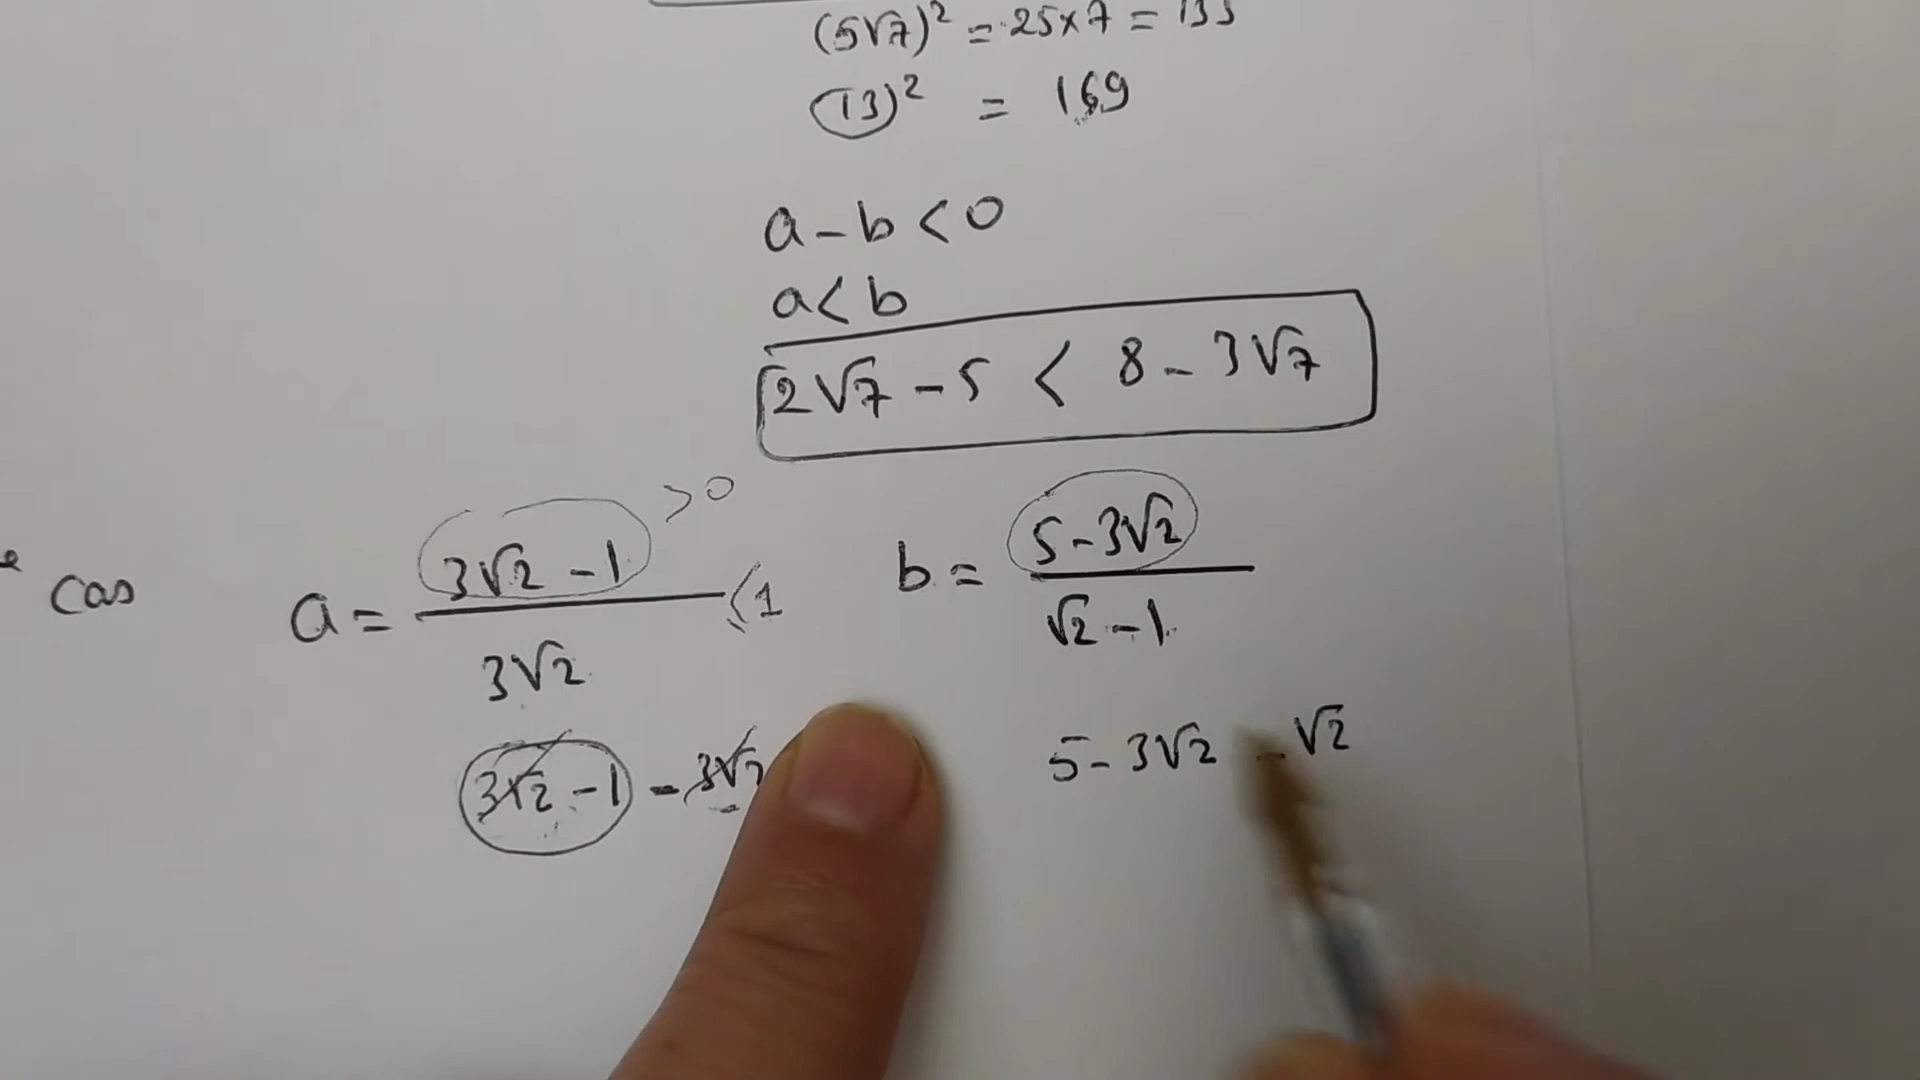 (5√7)² = 25×7 = 133
(13)² = 169
a - b < 0
a < b
2√7 - 5 < 8 - 3√7
e cas
a = (3√2 - 1)/(3√2) > 0 < 1
b = (5 - 3√2)/(√2 - 1)
3√2 - 1 - 3√2
5 - 3√2 - √2